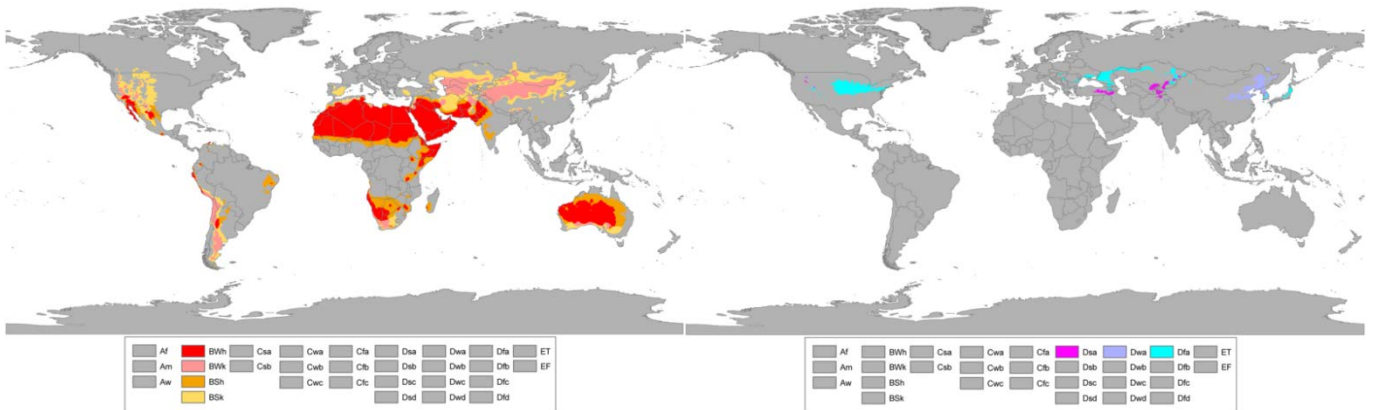 Af BWh Csa Cwa Cfa Dsa Dwa Dfa ET
Am BWk Csb Cwb Cfb Dsb Dwb Dfb EF
Aw BSh Cwc Cfc Dsc Dwc Dfc
BSk Dsd Dwd Dfd
Af BWh Csa Cwa Cfa Dsa Dwa Dfa ET
Am BWk Csb Cwb Cfb Dsb Dwb Dfb EF
Aw BSh Cwc Cfc Dsc Dwc Dfc
BSk Dsd Dwd Dfd